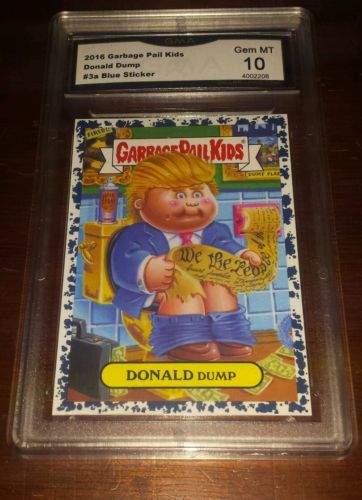 2016 Garbage Pail Kids
Donald Dump
#3a Blue Sticker
Gem MT
10
4002208
GARBAGE PAIL KIDS
We the People
DONALD DUMP